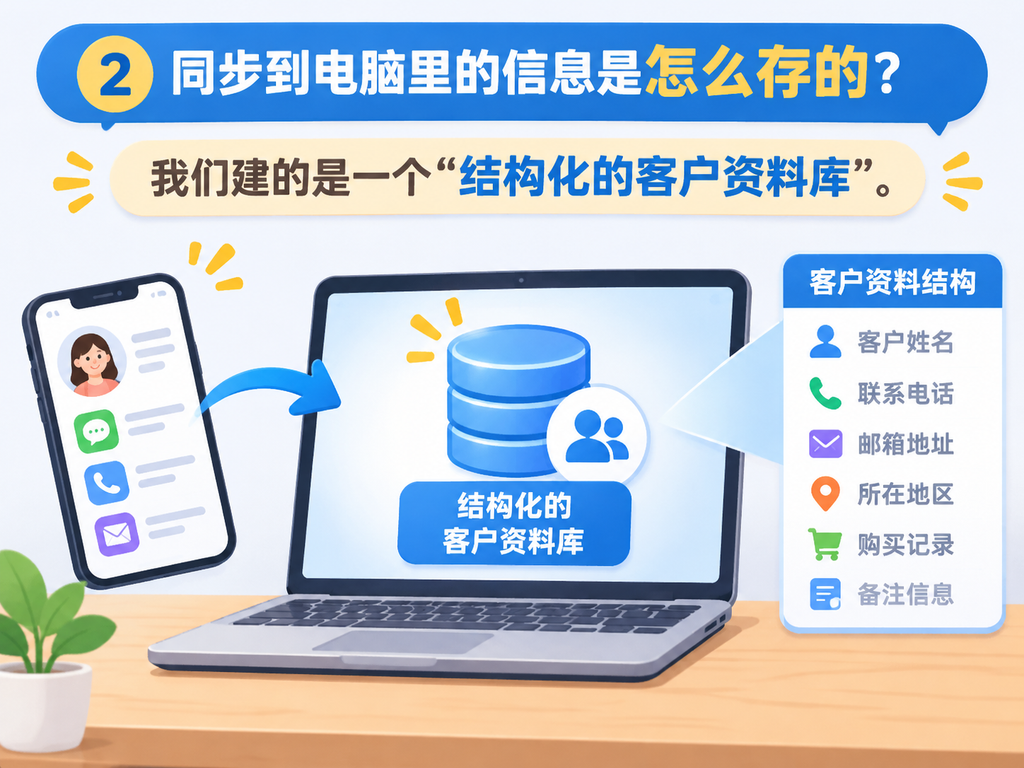 2 同步到电脑里的信息是怎么存的？
我们建的是一个“结构化的客户资料库”。
结构化的
客户资料库
客户资料结构
客户姓名
联系电话
邮箱地址
所在地区
购买记录
备注信息